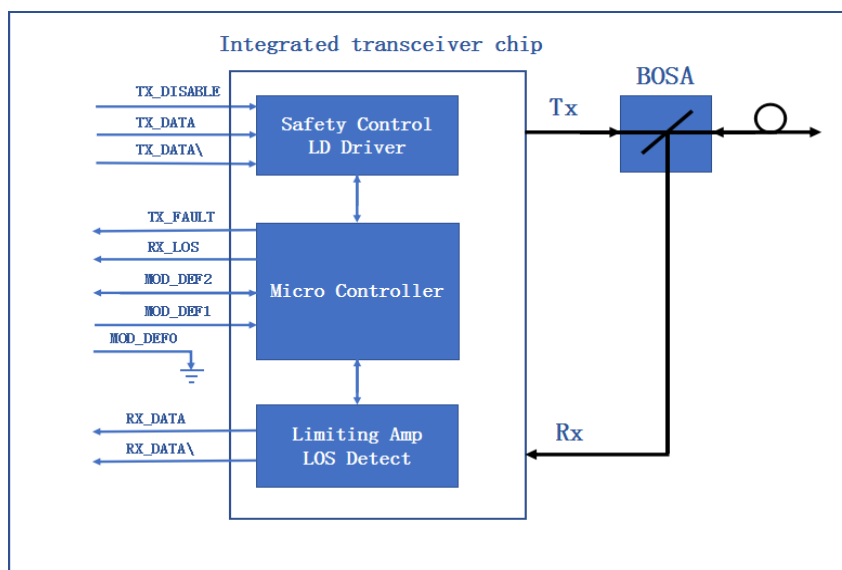 Integrated transceiver chip
BOSA
TX_DISABLE
TX_DATA
TX_DATA\
Safety Control
LD Driver
Tx
TX_FAULT
RX_LOS
MOD_DEF2
MOD_DEF1
MOD_DEF0
Micro Controller
RX_DATA
RX_DATA\
Limiting Amp
LOS Detect
Rx